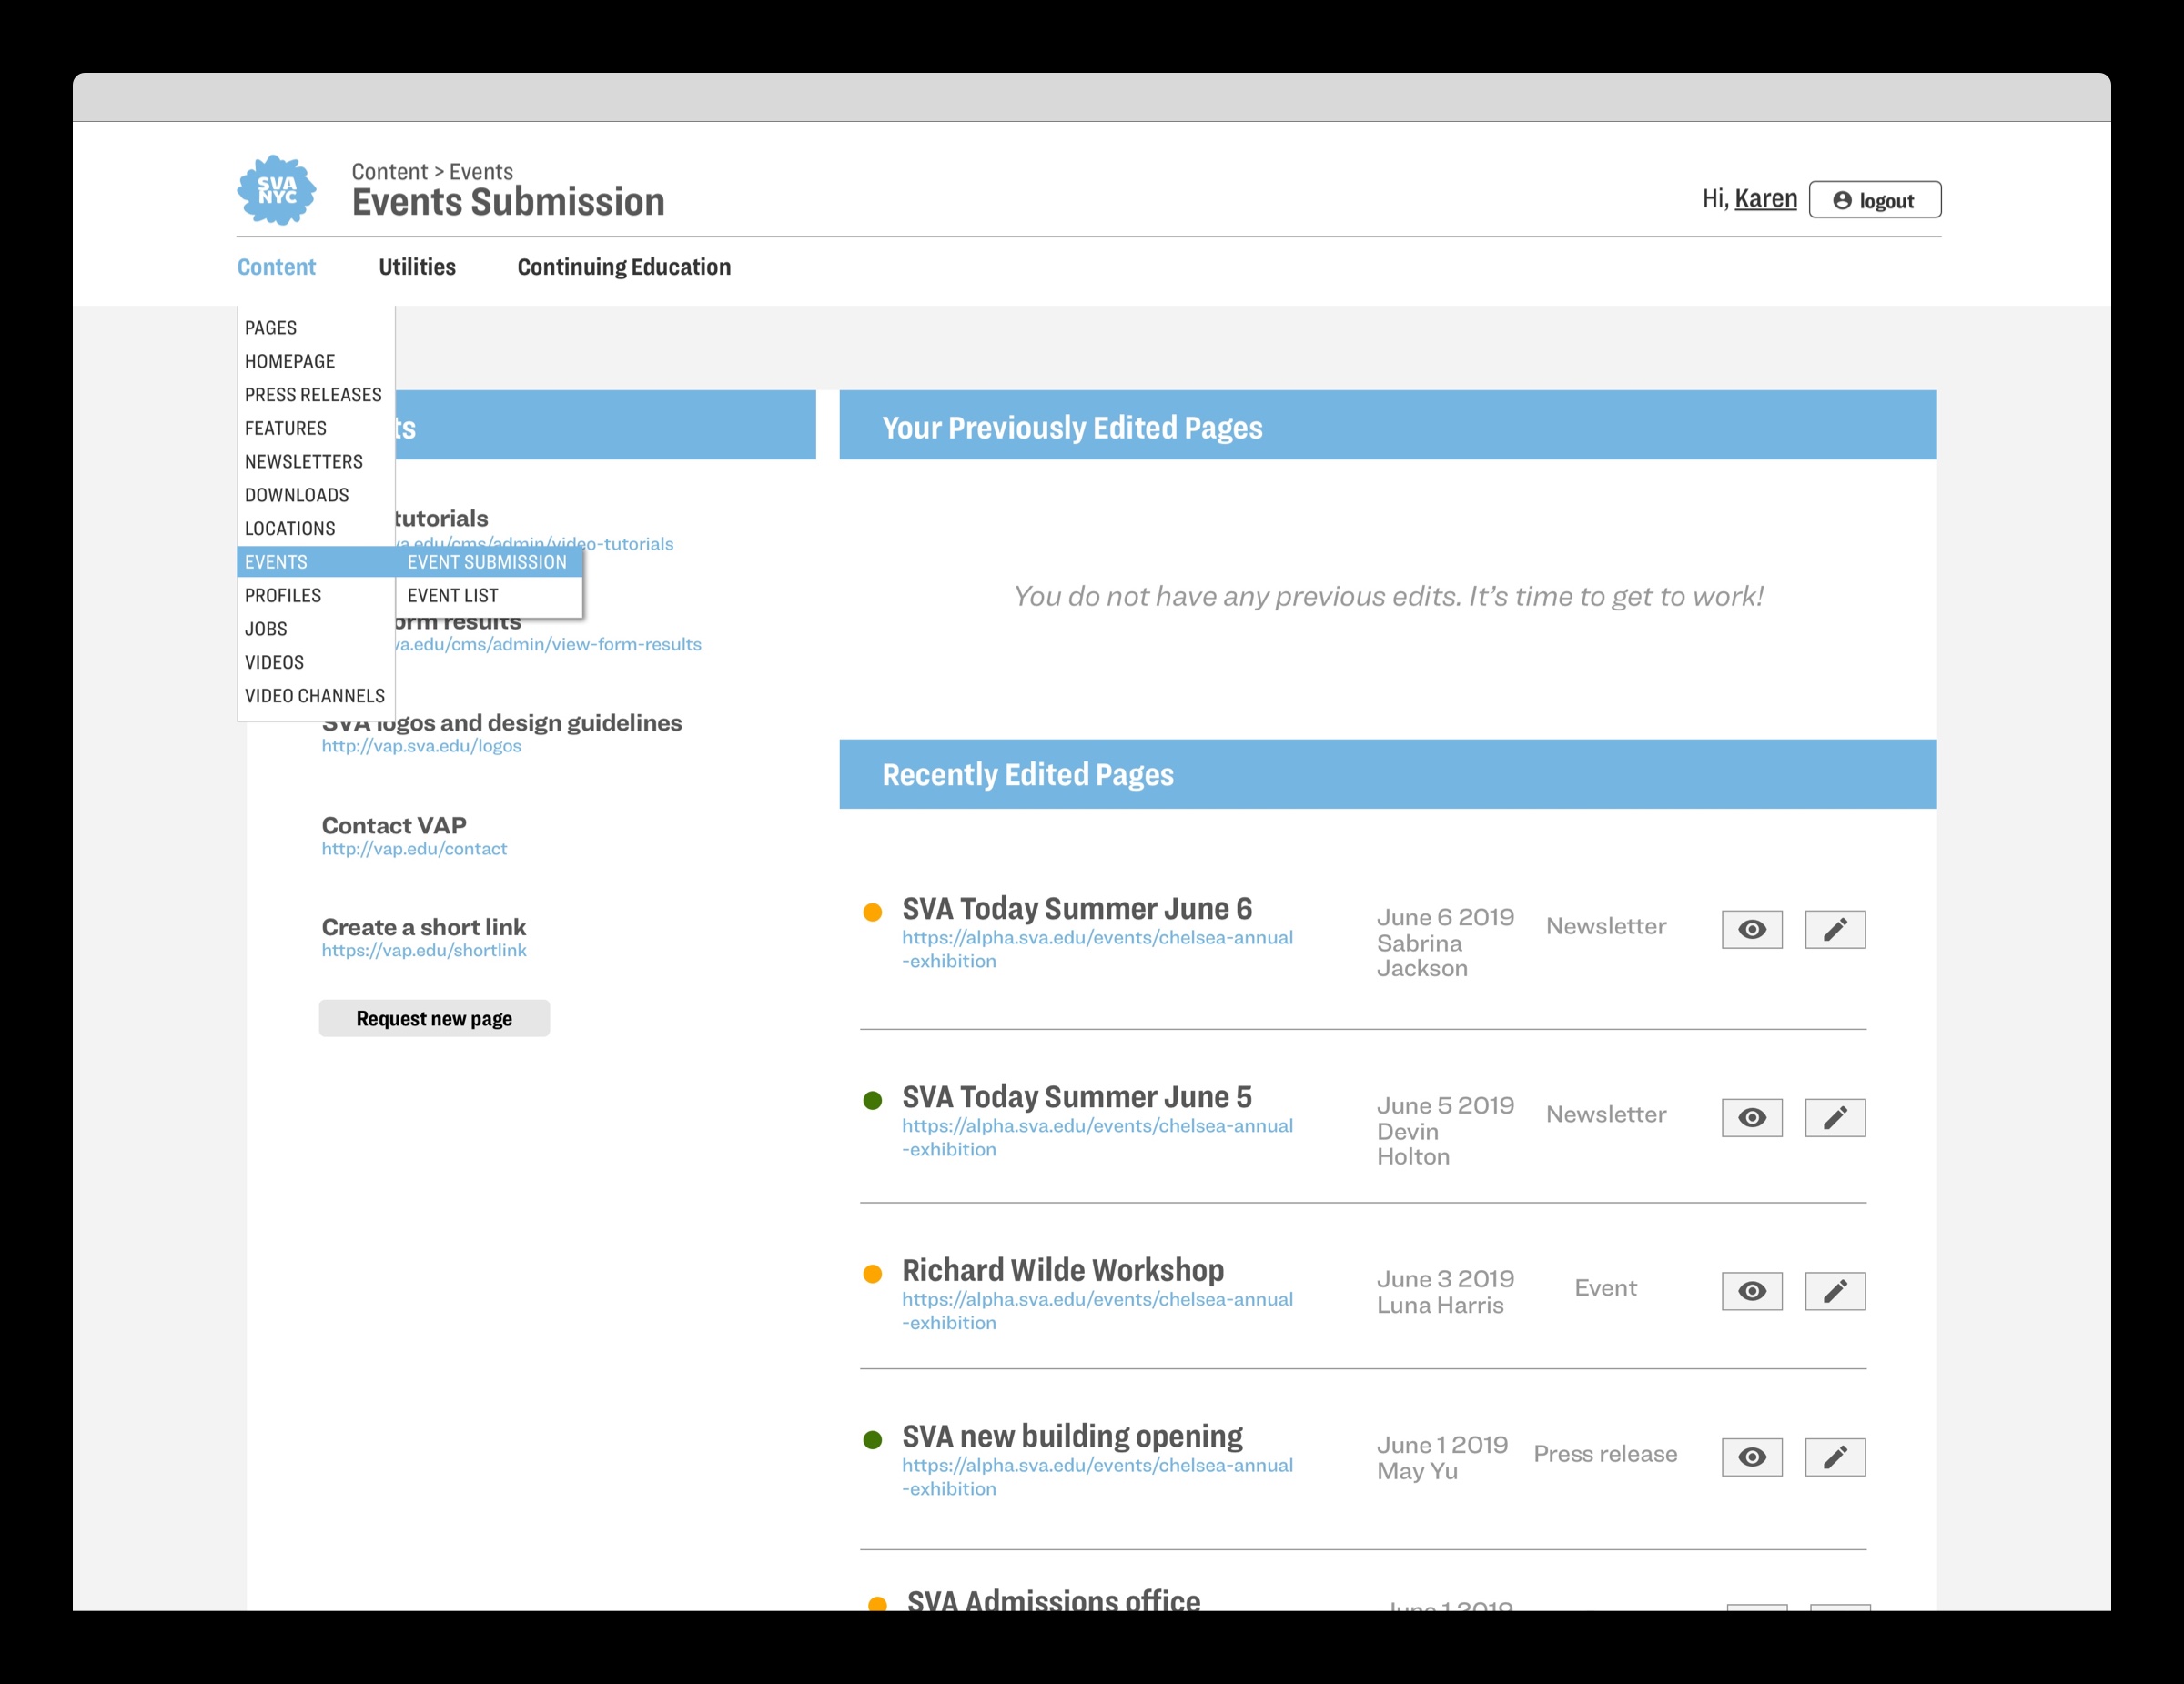 SVA
NYC
Content > Events
Events Submission
Hi, Karen
logout
Content
Utilities
Continuing Education
PAGES
HOMEPAGE
PRESS RELEASES
FEATURES
NEWSLETTERS
DOWNLOADS
LOCATIONS
EVENTS
PROFILES
JOBS
VIDEOS
VIDEO CHANNELS
EVENT SUBMISSION
EVENT LIST
ts
tutorials
va.edu/cms/admin/video-tutorials
orm results
va.edu/cms/admin/view-form-results
SVA logos and design guidelines
http://vap.sva.edu/logos
Contact VAP
http://vap.edu/contact
Create a short link
https://vap.edu/shortlink
Request new page
Your Previously Edited Pages
You do not have any previous edits. It’s time to get to work!
Recently Edited Pages
SVA Today Summer June 6
https://alpha.sva.edu/events/chelsea-annual
-exhibition
June 6 2019
Sabrina
Jackson
Newsletter
SVA Today Summer June 5
https://alpha.sva.edu/events/chelsea-annual
-exhibition
June 5 2019
Devin
Holton
Newsletter
Richard Wilde Workshop
https://alpha.sva.edu/events/chelsea-annual
-exhibition
June 3 2019
Luna Harris
Event
SVA new building opening
https://alpha.sva.edu/events/chelsea-annual
-exhibition
June 1 2019
May Yu
Press release
SVA Admissions office
June 1 2019